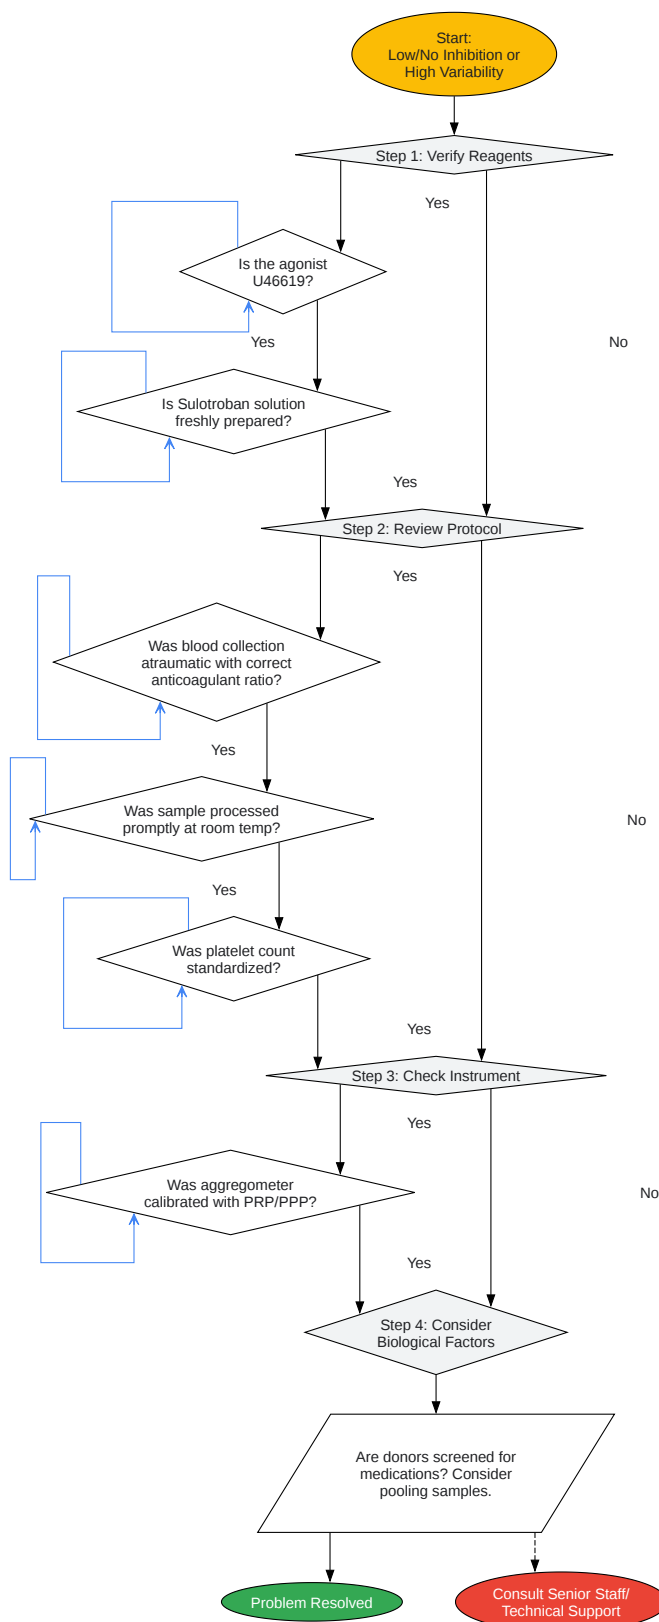 Start:
Low/No Inhibition or
High Variability
Step 1: Verify Reagents
Yes
Is the agonist
U46619?
Yes
No
Is Sulotroban solution
freshly prepared?
Yes
Step 2: Review Protocol
Yes
Was blood collection
atraumatic with correct
anticoagulant ratio?
Yes
Was sample processed
promptly at room temp?
No
Yes
Was platelet count
standardized?
Yes
Step 3: Check Instrument
Yes
Was aggregometer
calibrated with PRP/PPP?
No
Yes
Step 4: Consider
Biological Factors
Are donors screened for
medications? Consider
pooling samples.
Problem Resolved
Consult Senior Staff/
Technical Support